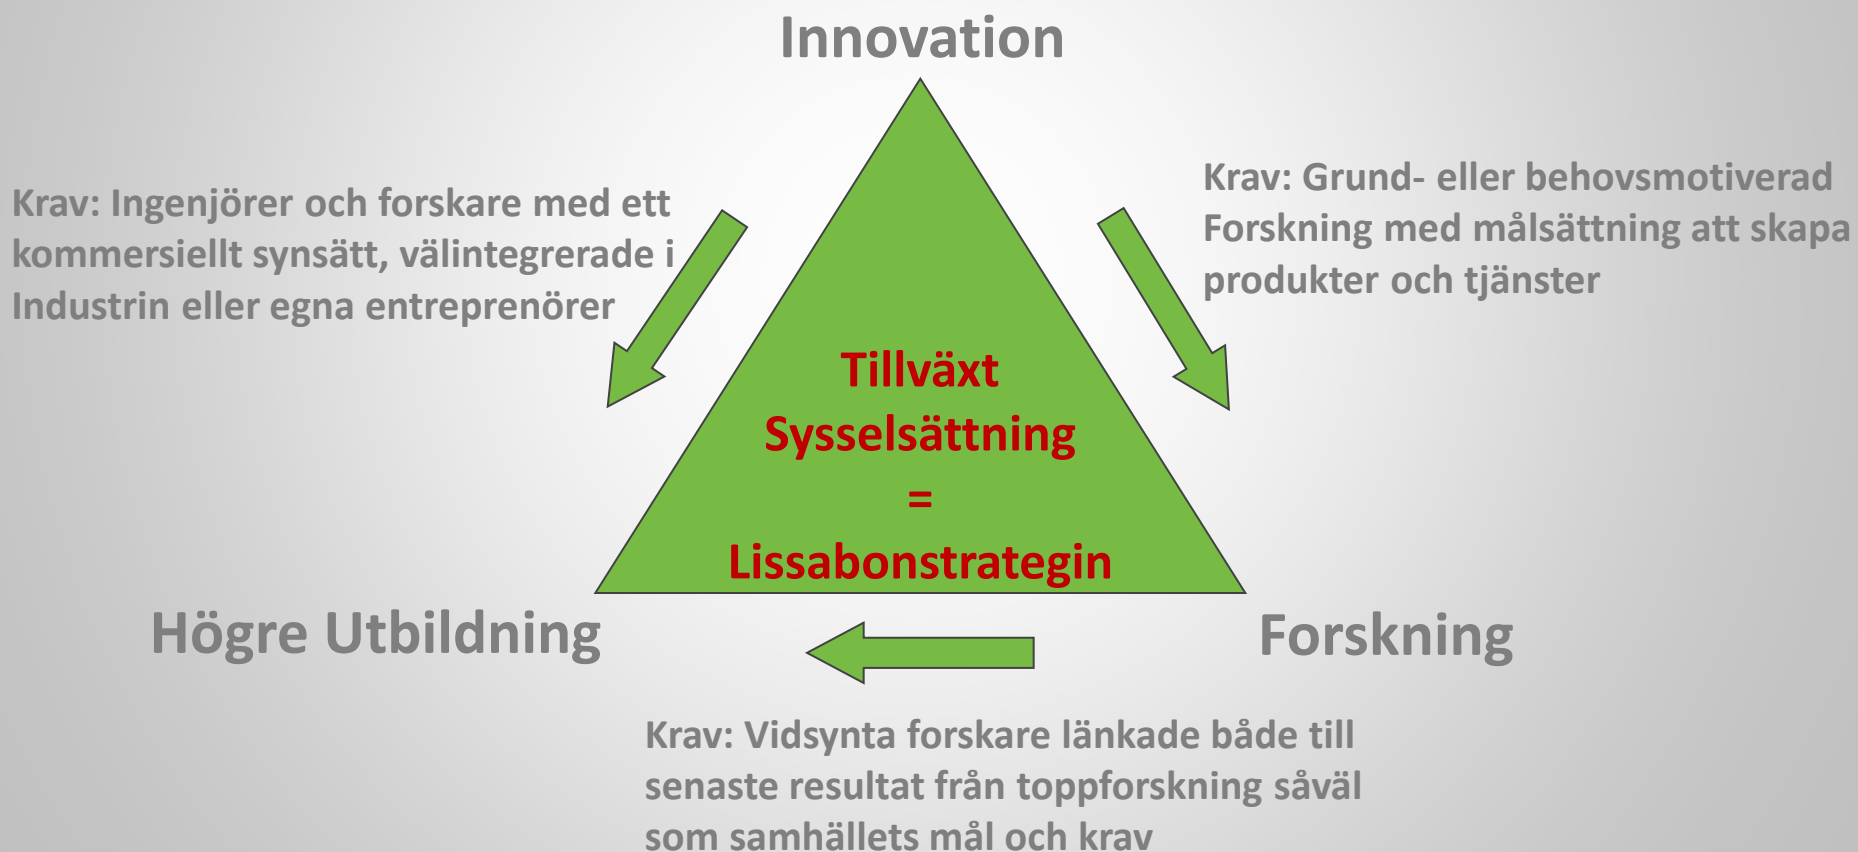 Innovation
Krav: Ingenjörer och forskare med ett
kommersiellt synsätt, välintegrerade i
Industrin eller egna entreprenörer
Krav: Grund- eller behovsmotiverad
Forskning med målsättning att skapa
produkter och tjänster
Tillväxt
Sysselsättning
=
Lissabonstrategin
Högre Utbildning
Forskning
Krav: Vidsynta forskare länkade både till
senaste resultat från toppforskning såväl
som samhällets mål och krav